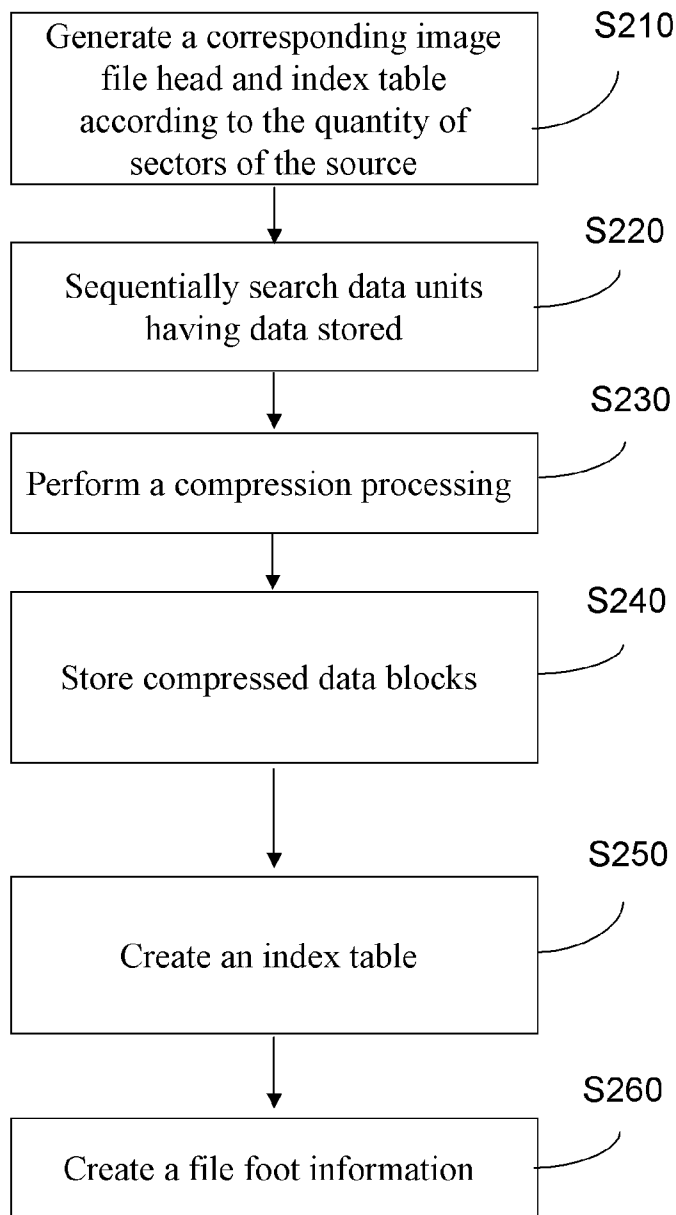 S210
Generate a corresponding image
file head and index table
according to the quantity of
sectors of the source
S220
Sequentially search data units
having data stored
S230
Perform a compression processing
S240
Store compressed data blocks
S250
Create an index table
S260
Create a file foot information